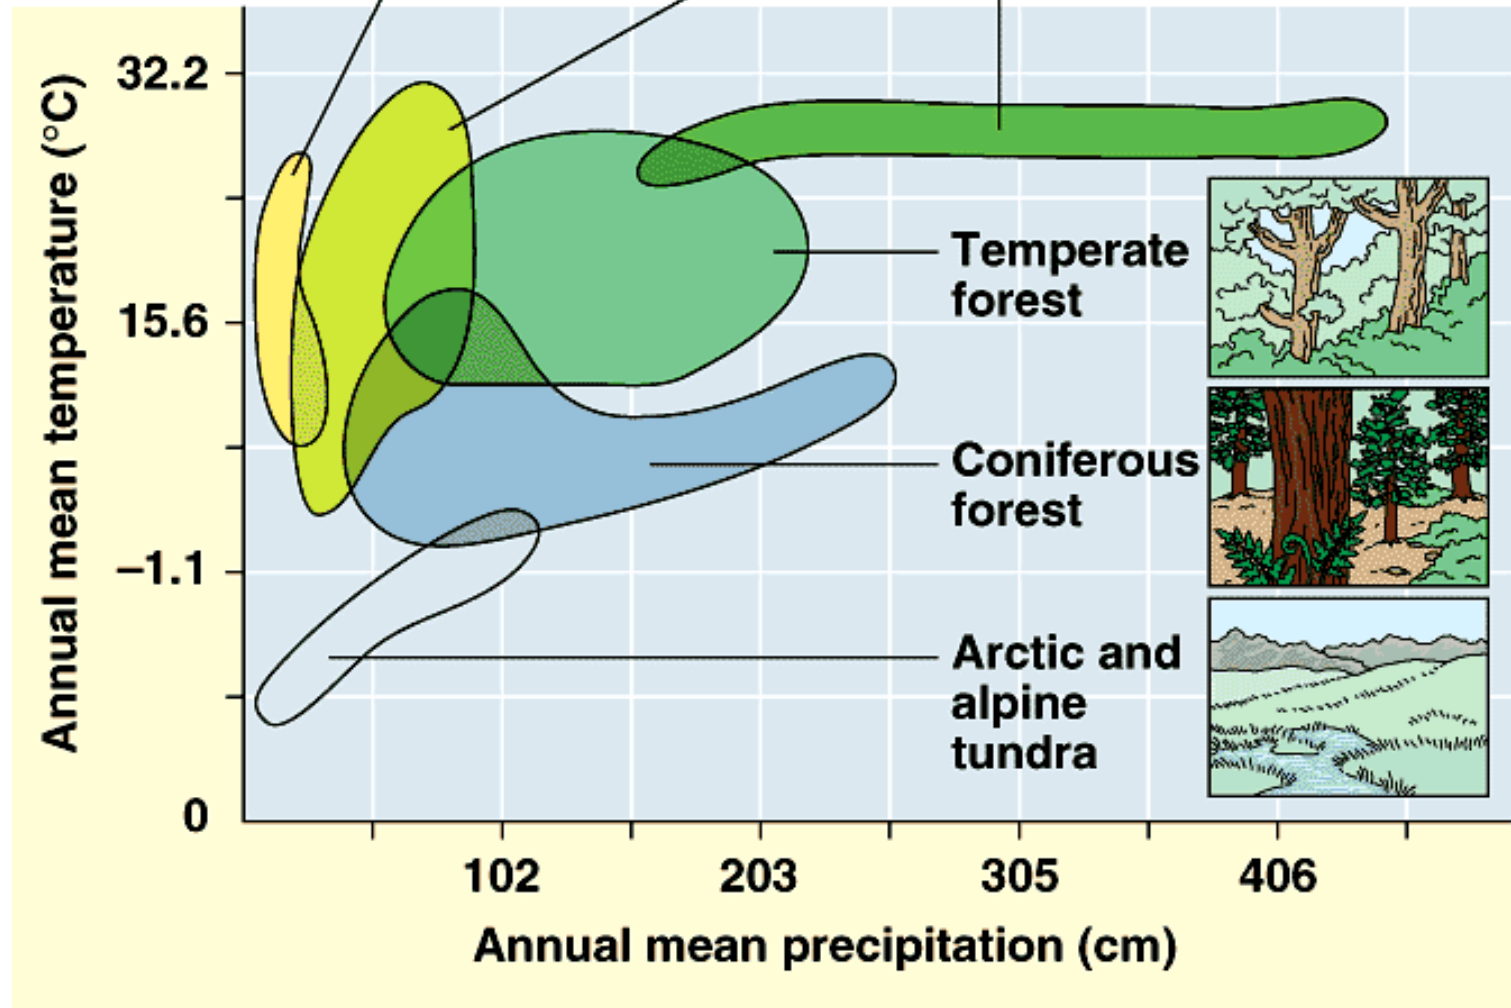 Annual mean temperature (°C)
32.2
15.6
–1.1
0
Temperate
forest
Coniferous
forest
Arctic and
alpine
tundra
102
203
305
406
Annual mean precipitation (cm)